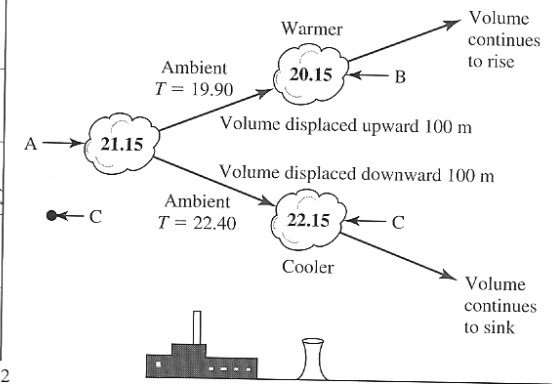 Warmer
Volume
continues
to rise
Ambient
T = 19.90
20.15
B
A
21.15
Volume displaced upward 100 m
Volume displaced downward 100 m
C
Ambient
T = 22.40
22.15
C
Cooler
Volume
continues
to sink
2